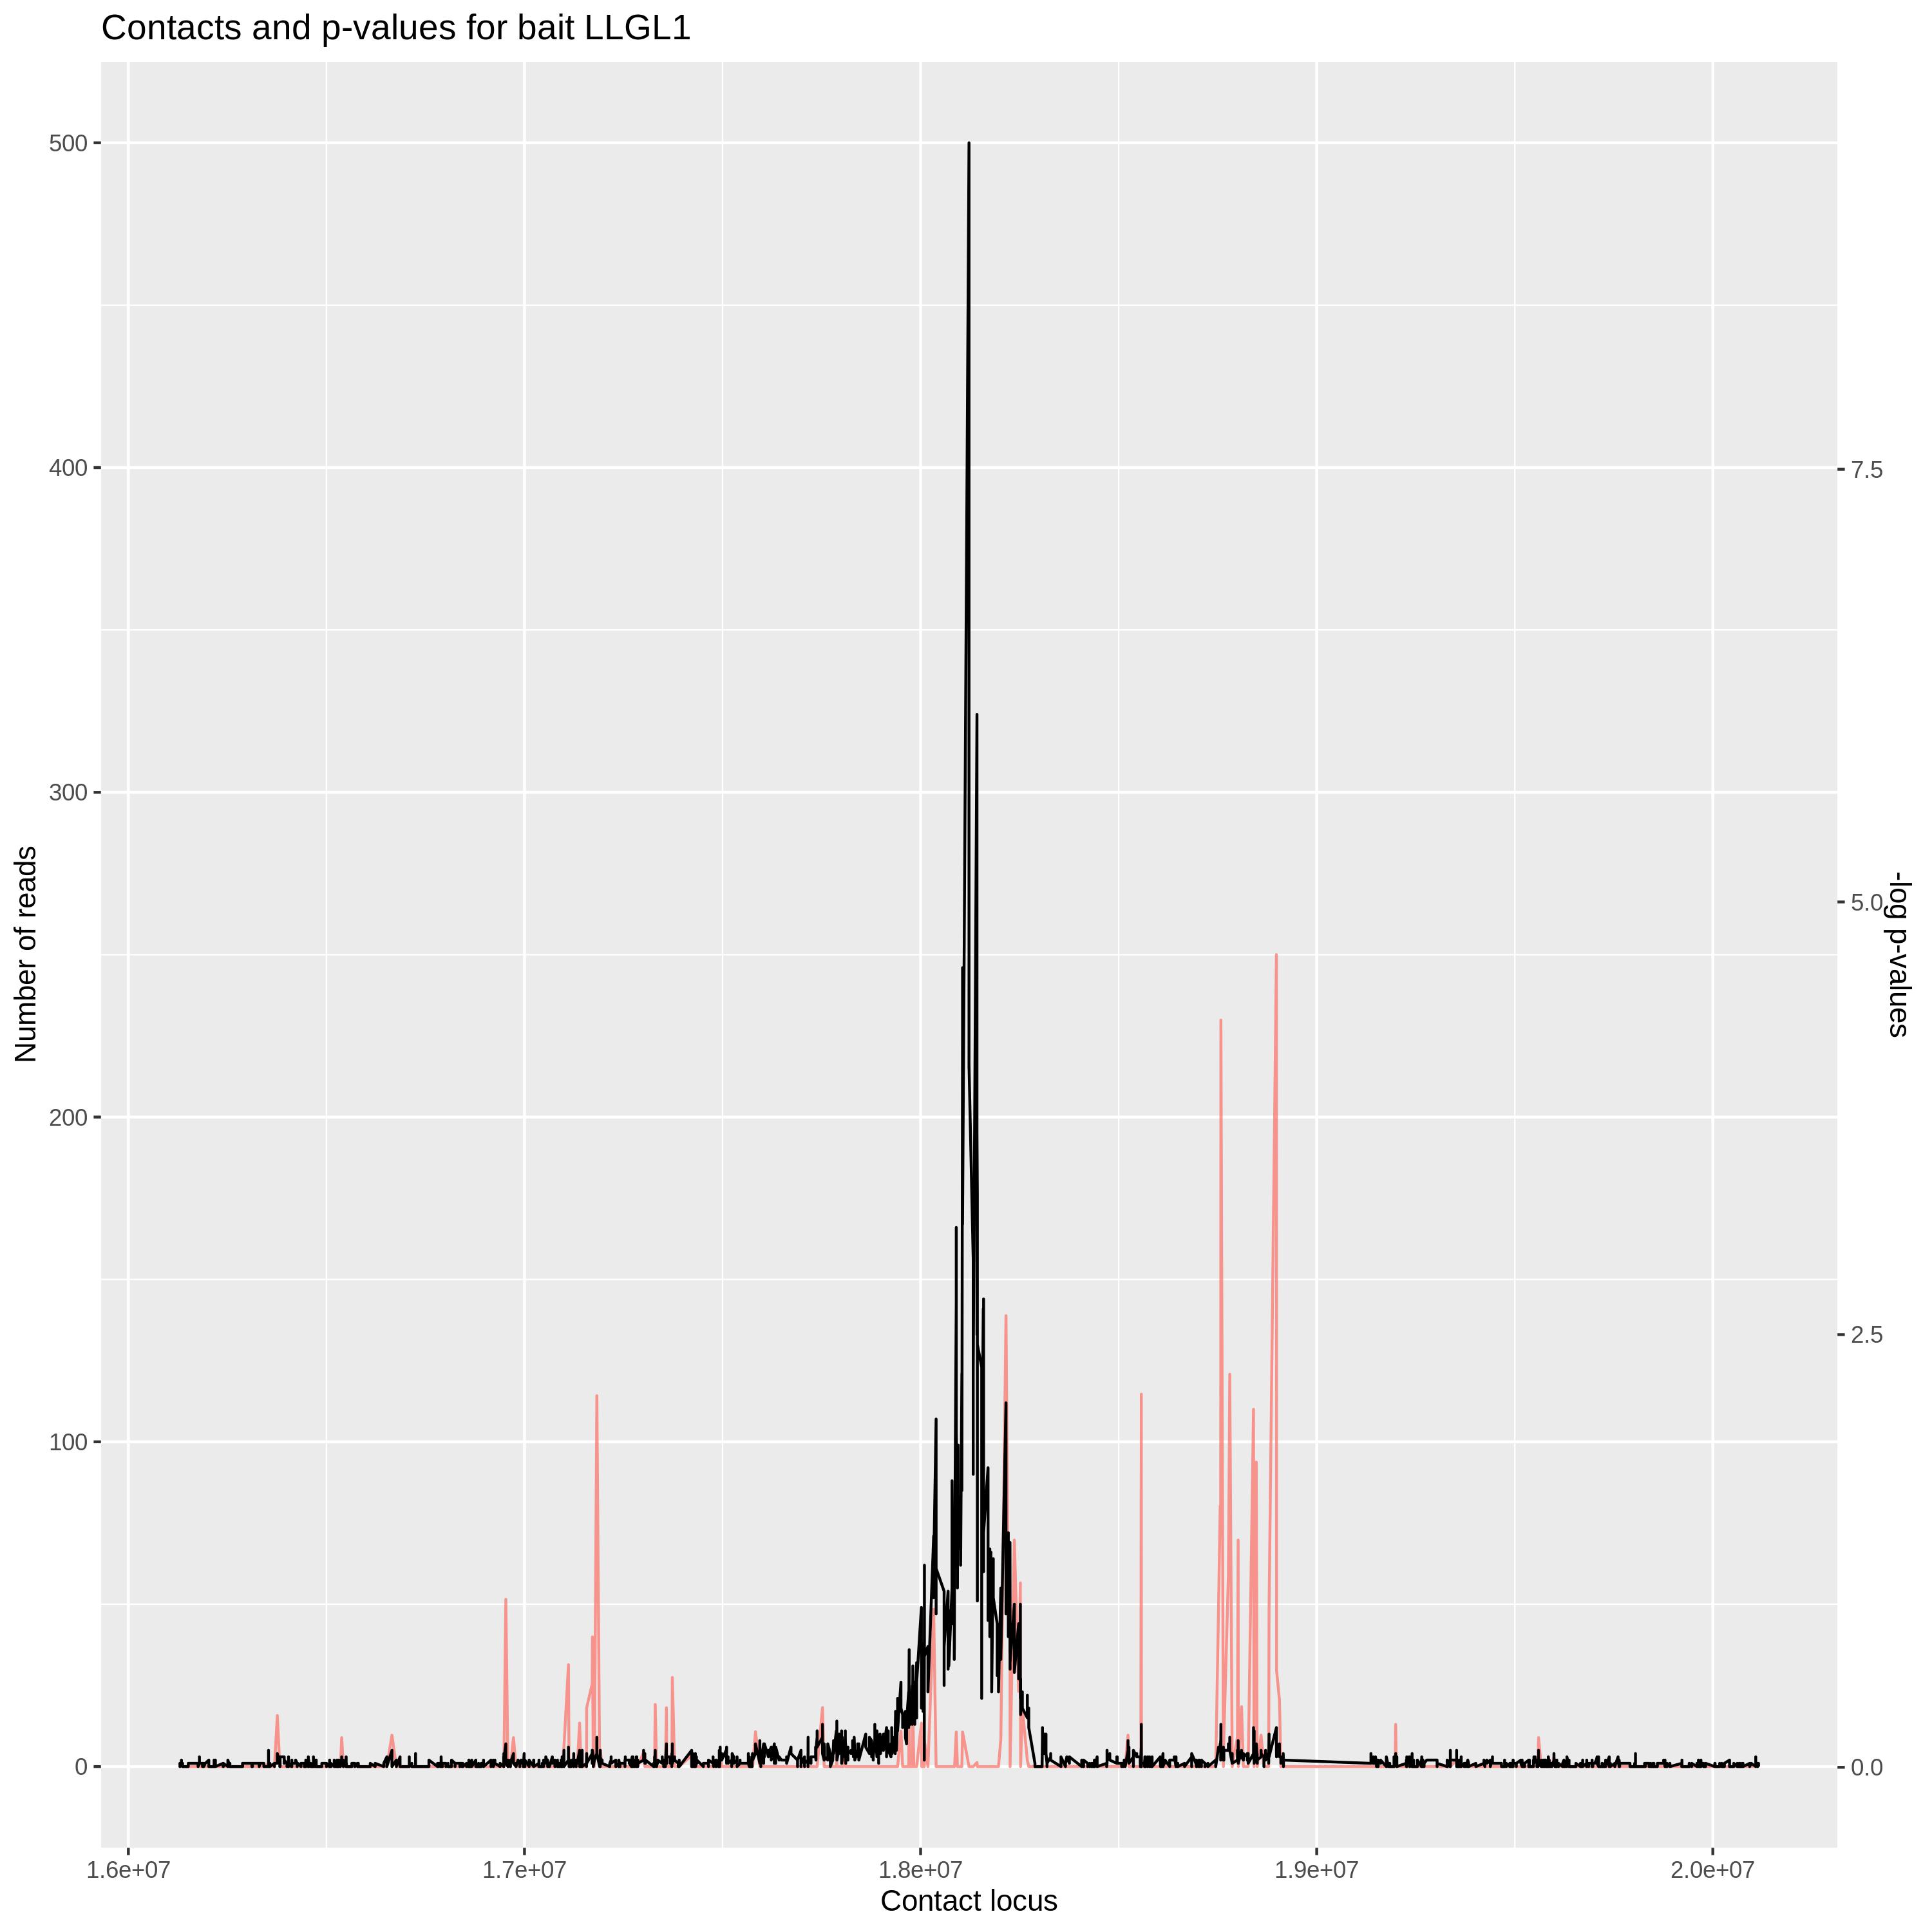 Contacts and p-values for bait LLGL1
500
400
300
200
100
0
Number of reads
7.5
5.0
2.5
0.0
-log p-values
1.6e+07
1.7e+07
1.8e+07
1.9e+07
2.0e+07
Contact locus